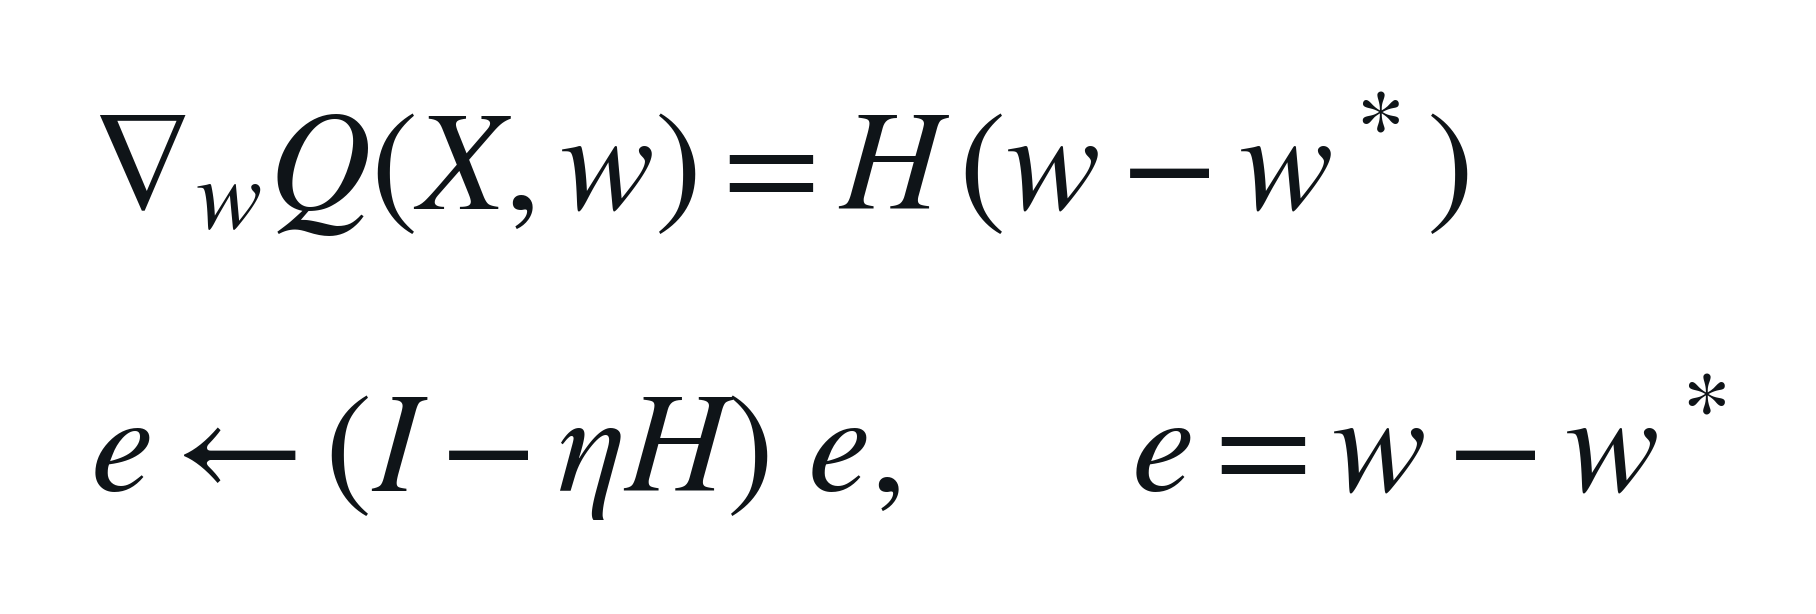 ∇_w Q(X, w) = H(w − w*)
e ← (I − ηH) e, e = w − w*